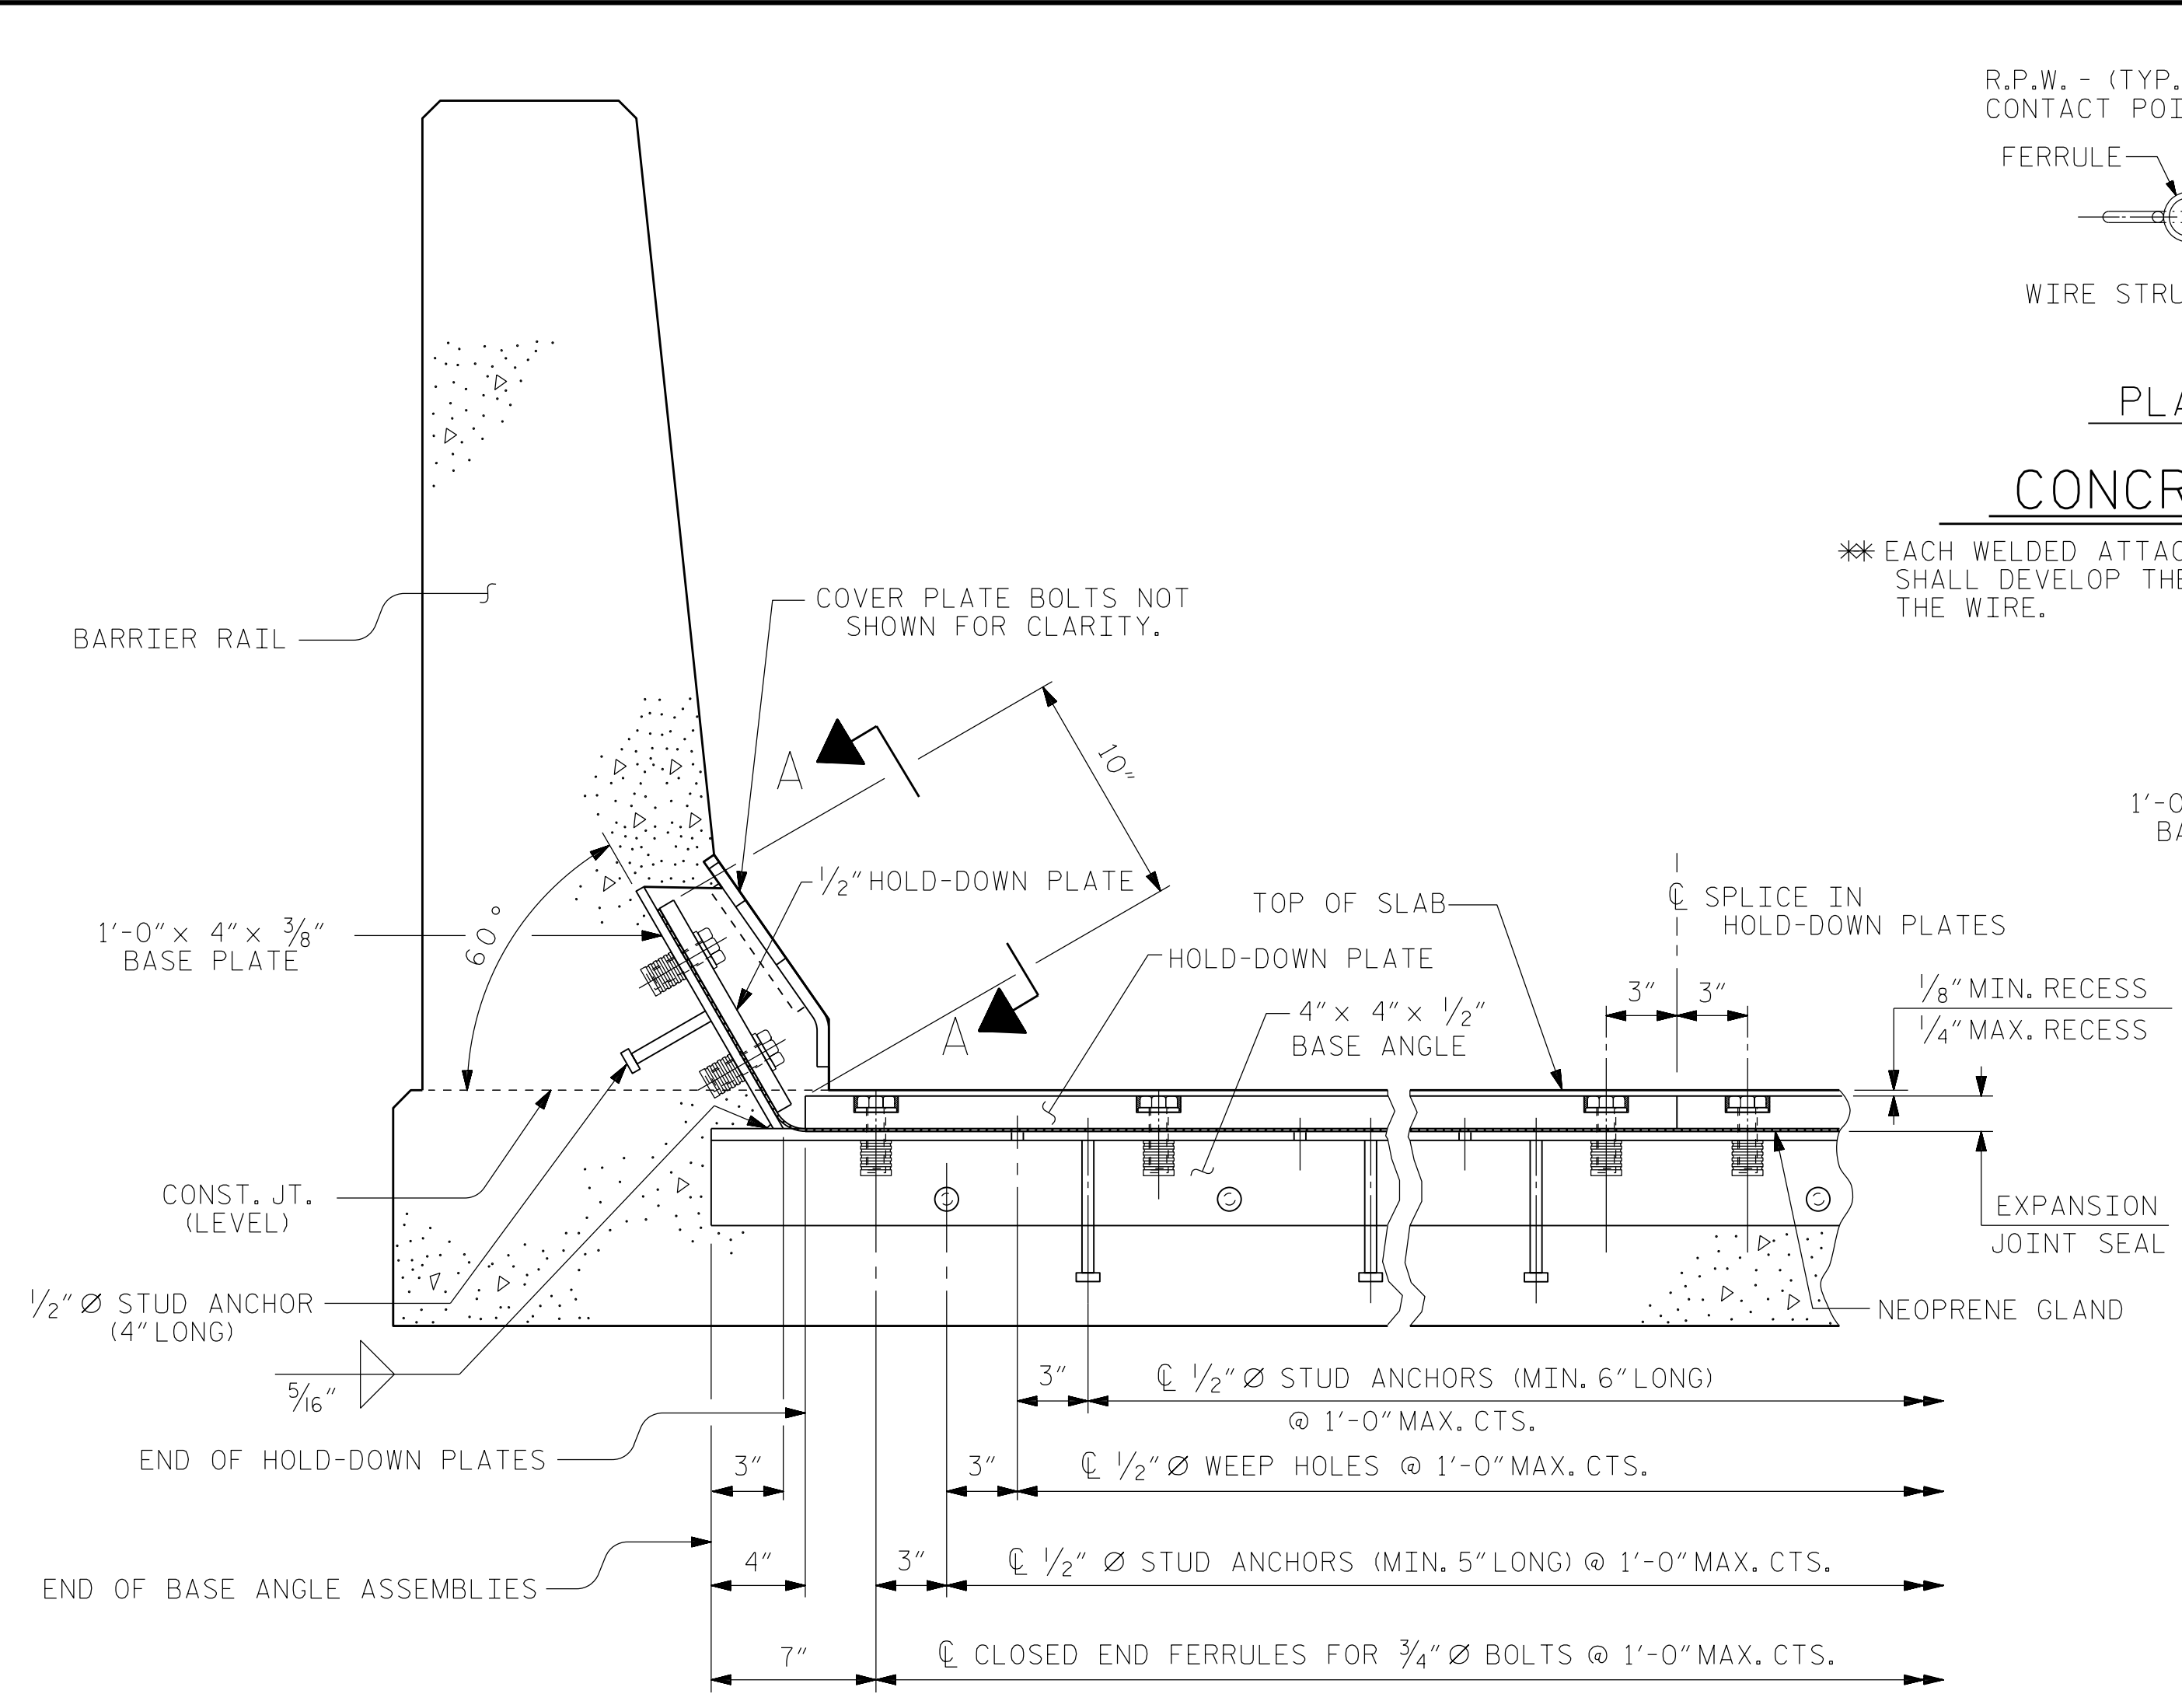 R.P.W. - (TYP.
CONTACT
FERRULE
WIRE
✳✳ EACH WELDED
SHALL DEVELOP
THE WIRE.
COVER PLATE BOLTS NOT
SHOWN FOR CLARITY.
BARRIER RAIL
A
10"
1'-0
1/2" HOLD-DOWN PLATE
TOP OF SLAB
℄ SPLICE IN
HOLD-DOWN PLATES
1'-0" x 4" x 3/8"
BASE PLATE
60°
HOLD-DOWN PLATE
4" x 4" x 1/2"
BASE ANGLE
A
3"
3"
1/8" MIN. RECESS
1/4" MAX. RECESS
CONST. JT.
(LEVEL)
EXPANSION
JOINT SEAL
1/2" Ø STUD ANCHOR
(4" LONG)
NEOPRENE GLAND
5/16"
3"
℄ 1/2" Ø STUD ANCHORS (MIN. 6" LONG)
@ 1'-0" MAX. CTS.
END OF HOLD-DOWN PLATES
3"
3"
℄ 1/2" Ø WEEP HOLES @ 1'-0" MAX. CTS.
END OF BASE ANGLE ASSEMBLIES
4"
3"
℄ 1/2" Ø STUD ANCHORS (MIN. 5" LONG) @ 1'-0" MAX. CTS.
7"
℄ CLOSED END FERRULES FOR 3/4" Ø BOLTS @ 1'-0" MAX. CTS.